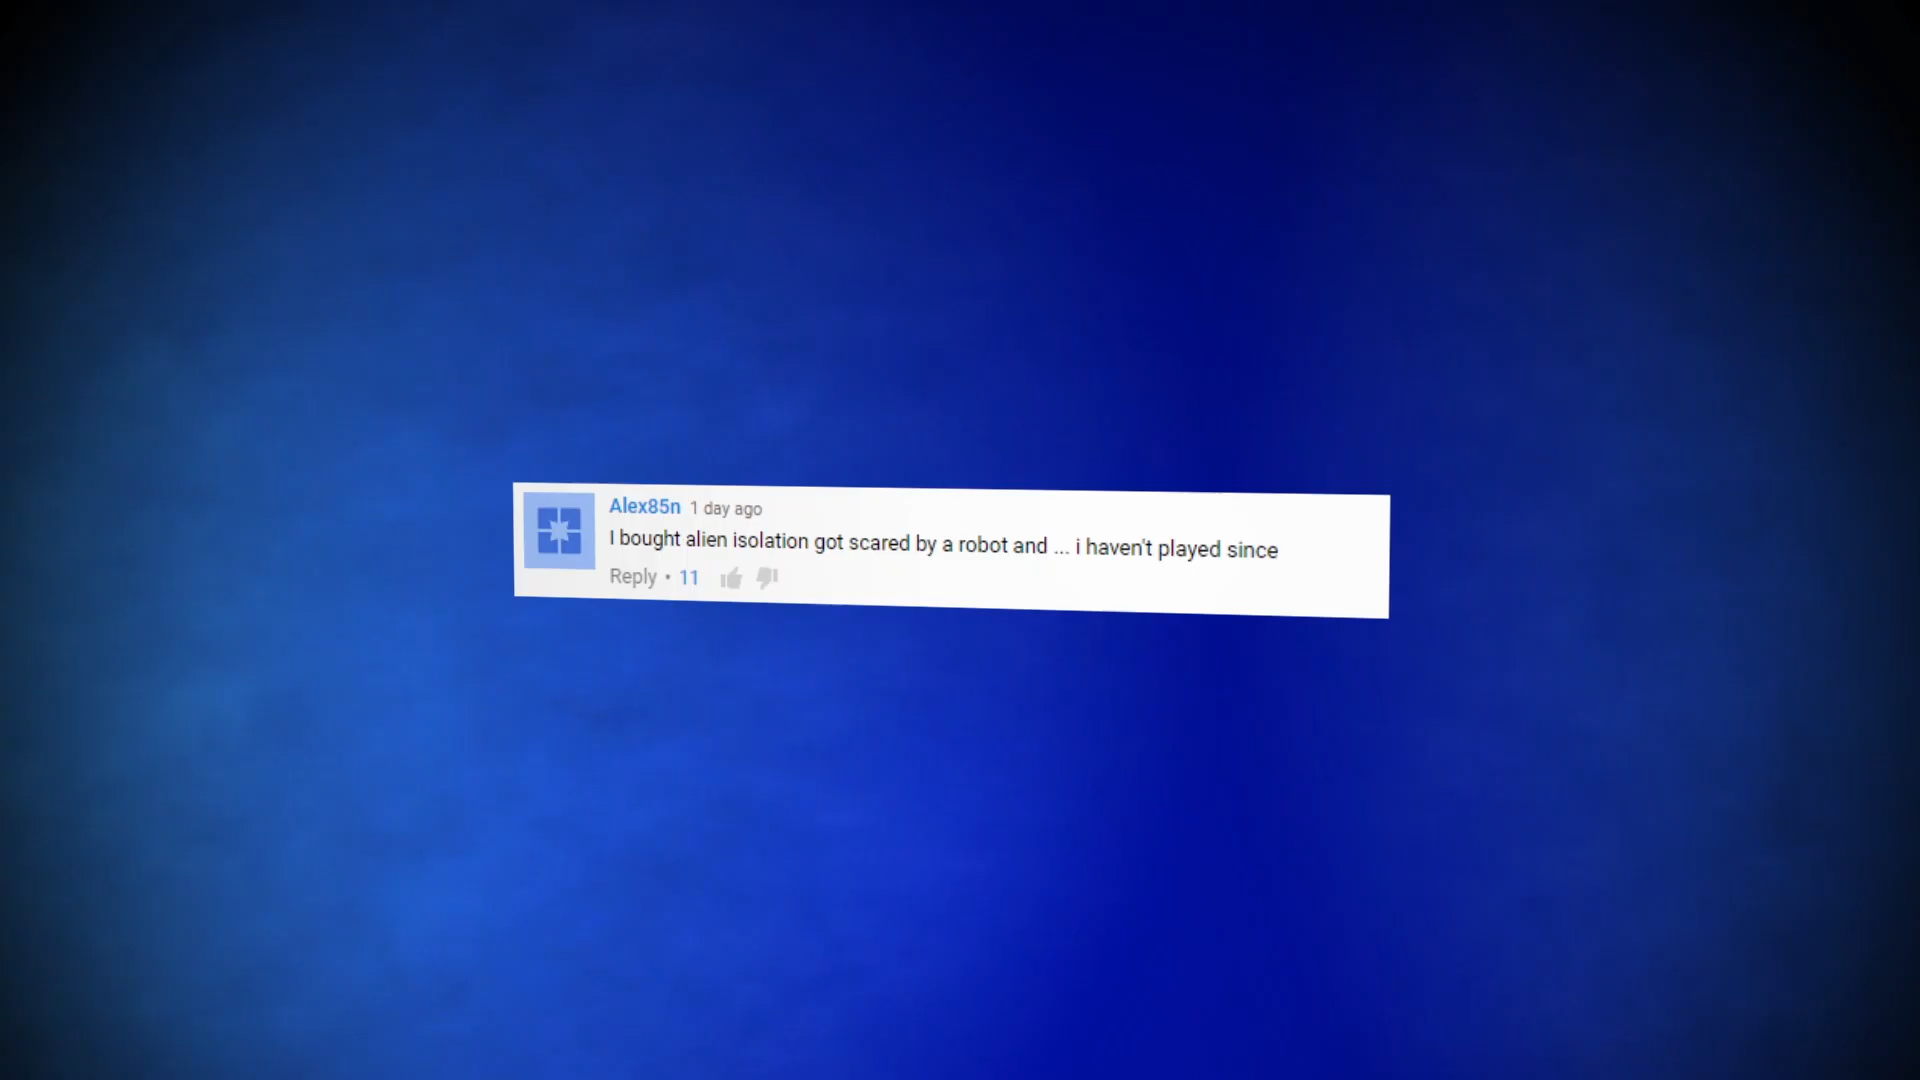 Alex85n 1 day ago
I bought alien isolation got scared by a robot and ... i haven't played since
Reply • 11